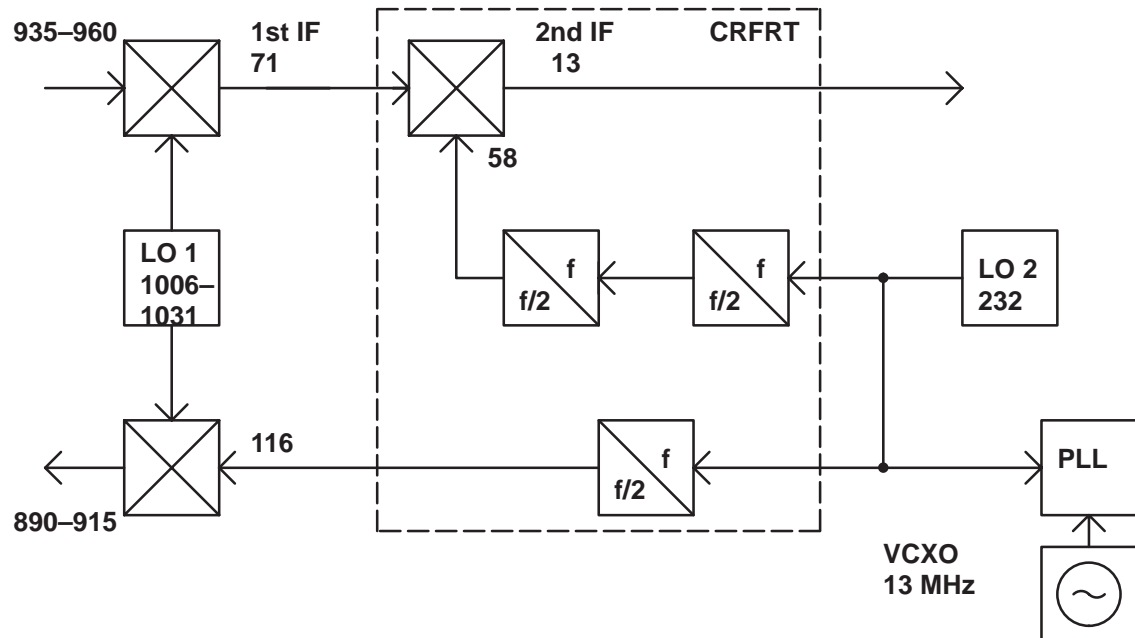 935–960
1st IF
71
2nd IF
13
CRFRT
58
LO 1
1006–
1031
f
f/2
f
f/2
LO 2
232
116
f
f/2
PLL
890–915
VCXO
13 MHz